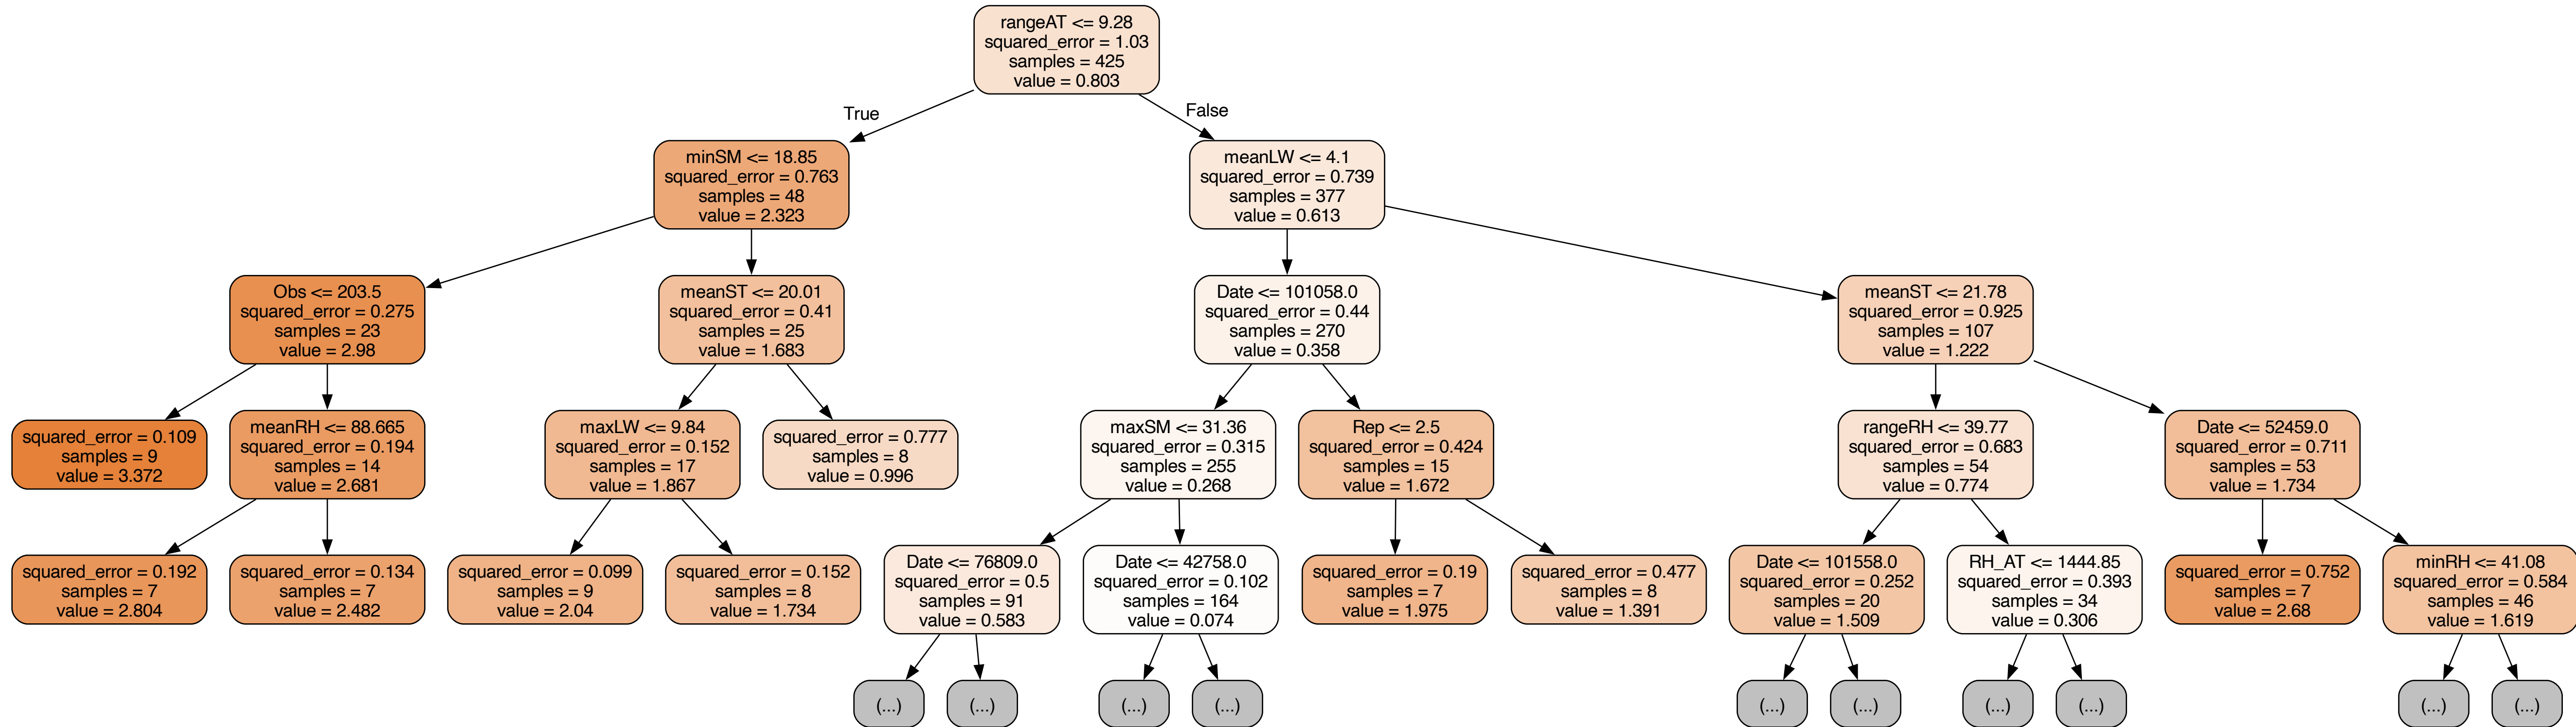 rangeAT <= 9.28
squared_error = 1.03
samples = 425
value = 0.803
True
False
minSM <= 18.85
squared_error = 0.763
samples = 48
value = 2.323
meanLW <= 4.1
squared_error = 0.739
samples = 377
value = 0.613
Obs <= 203.5
squared_error = 0.275
samples = 23
value = 2.98
meanST <= 20.01
squared_error = 0.41
samples = 25
value = 1.683
Date <= 101058.0
squared_error = 0.44
samples = 270
value = 0.358
meanST <= 21.78
squared_error = 0.925
samples = 107
value = 1.222
squared_error = 0.109
samples = 9
value = 3.372
meanRH <= 88.665
squared_error = 0.194
samples = 14
value = 2.681
maxLW <= 9.84
squared_error = 0.152
samples = 17
value = 1.867
squared_error = 0.777
samples = 8
value = 0.996
maxSM <= 31.36
squared_error = 0.315
samples = 255
value = 0.268
Rep <= 2.5
squared_error = 0.424
samples = 15
value = 1.672
rangeRH <= 39.77
squared_error = 0.683
samples = 54
value = 0.774
Date <= 52459.0
squared_error = 0.711
samples = 53
value = 1.734
squared_error = 0.192
samples = 7
value = 2.804
squared_error = 0.134
samples = 7
value = 2.482
squared_error = 0.099
samples = 9
value = 2.04
squared_error = 0.152
samples = 8
value = 1.734
Date <= 76809.0
squared_error = 0.5
samples = 91
value = 0.583
Date <= 42758.0
squared_error = 0.102
samples = 164
value = 0.074
squared_error = 0.19
samples = 7
value = 1.975
squared_error = 0.477
samples = 8
value = 1.391
Date <= 101558.0
squared_error = 0.252
samples = 20
value = 1.509
RH_AT <= 1444.85
squared_error = 0.393
samples = 34
value = 0.306
squared_error = 0.752
samples = 7
value = 2.68
minRH <= 41.08
squared_error = 0.584
samples = 46
value = 1.619
(...)
(...)
(...)
(...)
(...)
(...)
(...)
(...)
(...)
(...)